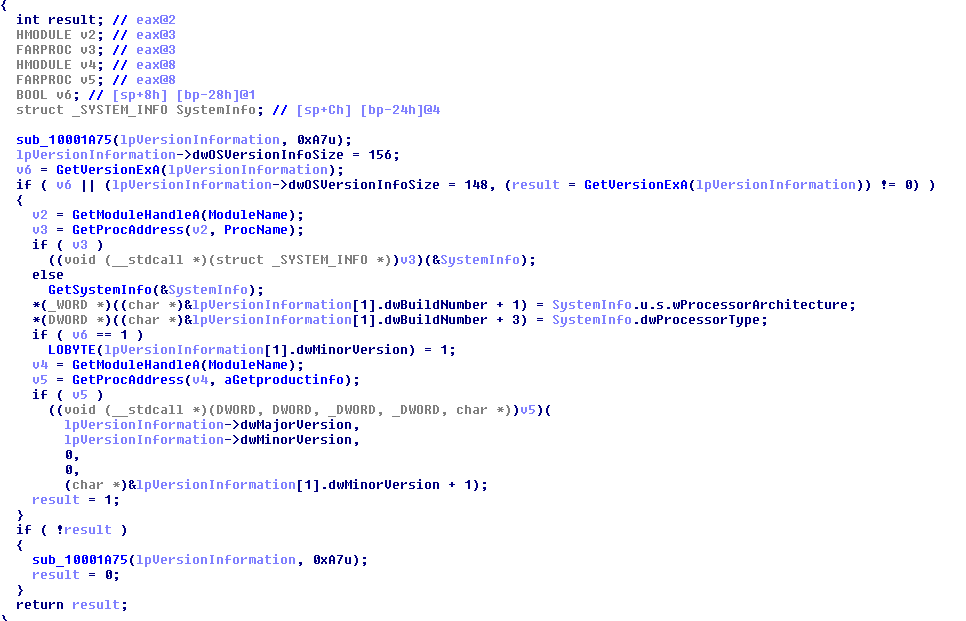 {
int result; // eax@2
HMODULE v2; // eax@3
FARPROC v3; // eax@3
HMODULE v4; // eax@8
FARPROC v5; // eax@8
BOOL v6; // [sp+8h] [bp-28h]@1
struct _SYSTEM_INFO SystemInfo; // [sp+Ch] [bp-24h]@4
sub_10001A75(lpVersionInformation, 0xA7u);
lpVersionInformation->dwOSVersionInfoSize = 156;
v6 = GetVersionExA(lpVersionInformation);
if ( v6 || (lpVersionInformation->dwOSVersionInfoSize = 148, (result = GetVersionExA(lpVersionInformation)) != 0) )
{
v2 = GetModuleHandleA(ModuleName);
v3 = GetProcAddress(v2, ProcName);
if ( v3 )
((void (__stdcall *)(struct _SYSTEM_INFO *))v3)(&SystemInfo);
else
GetSystemInfo(&SystemInfo);
*(_WORD *)((char *)&lpVersionInformation[1].dwBuildNumber + 1) = SystemInfo.u.s.wProcessorArchitecture;
*(DWORD *)((char *)&lpVersionInformation[1].dwBuildNumber + 3) = SystemInfo.dwProcessorType;
if ( v6 == 1 )
LOBYTE(lpVersionInformation[1].dwMinorVersion) = 1;
v4 = GetModuleHandleA(ModuleName);
v5 = GetProcAddress(v4, aGetproductinfo);
if ( v5 )
((void (__stdcall *)(DWORD, DWORD, _DWORD, _DWORD, char *))v5)(
lpVersionInformation->dwMajorVersion,
lpVersionInformation->dwMinorVersion,
0,
0,
(char *)&lpVersionInformation[1].dwMinorVersion + 1);
result = 1;
}
if ( !result )
{
sub_10001A75(lpVersionInformation, 0xA7u);
result = 0;
}
return result;